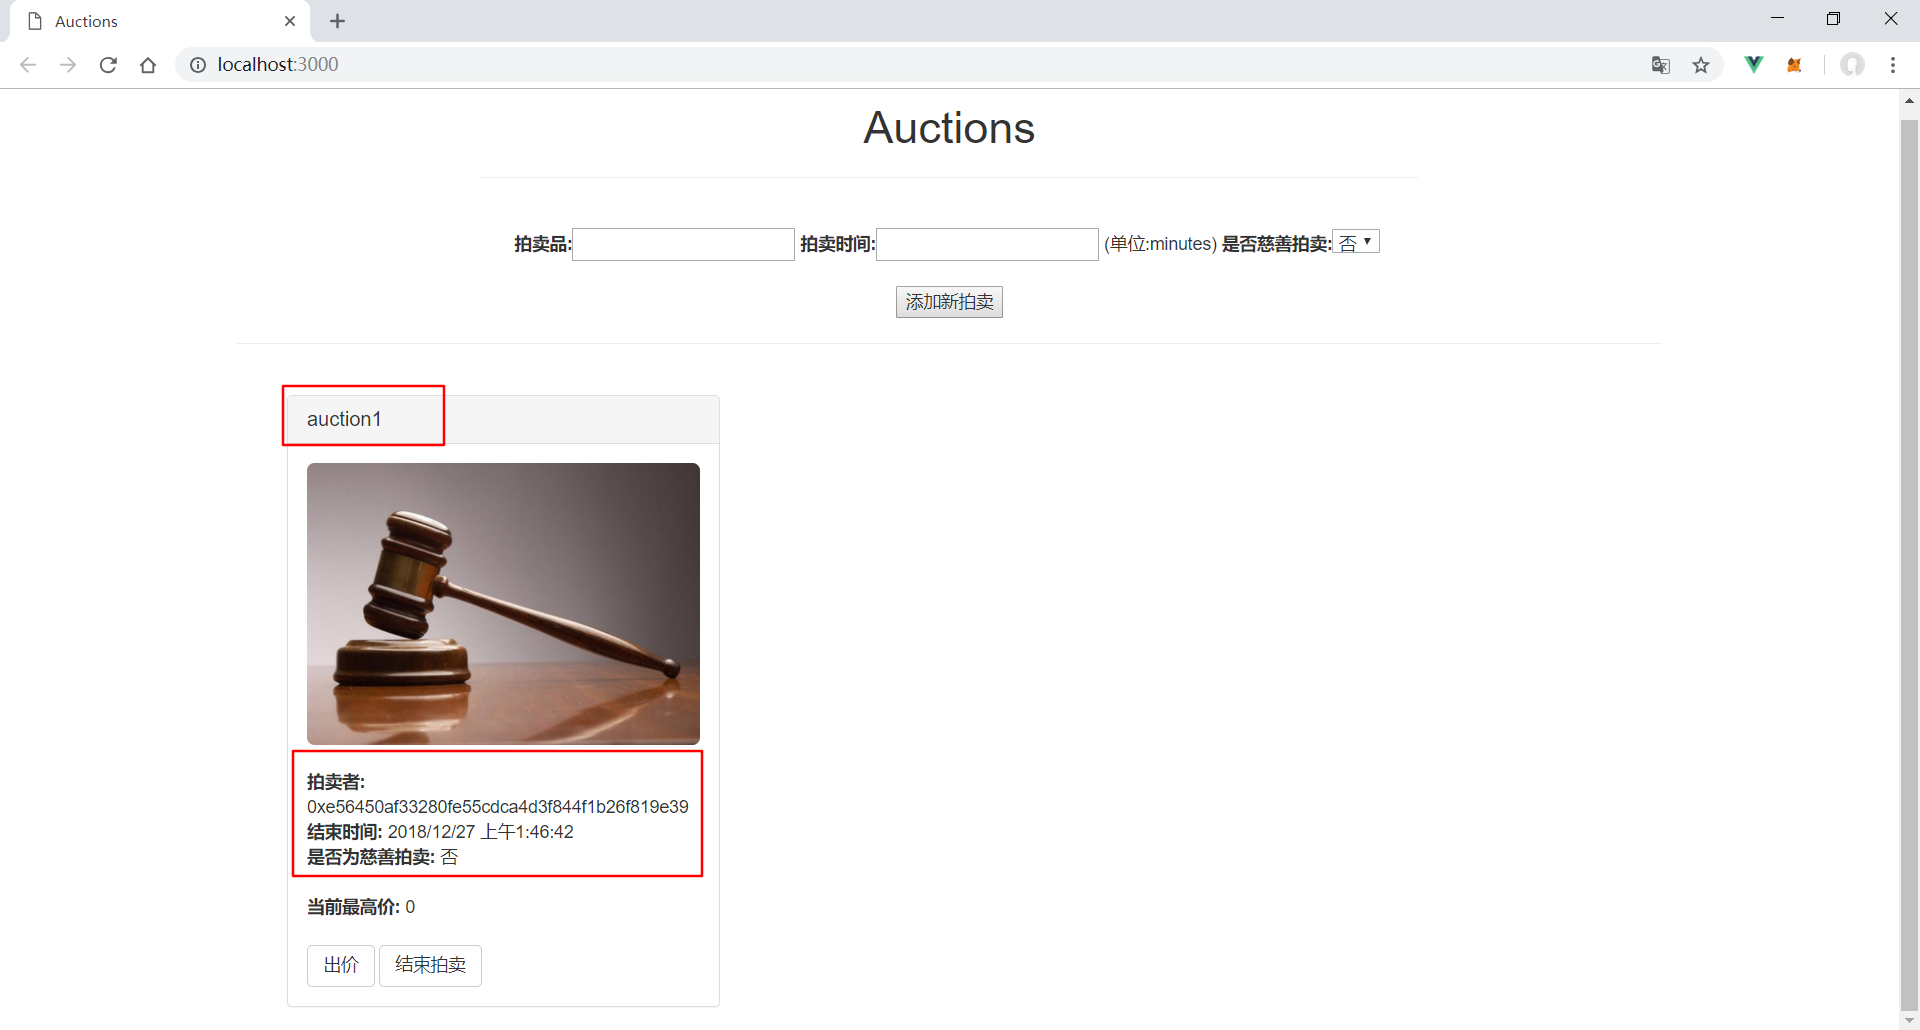 Auctions
localhost:3000
Auctions
拍卖品: 拍卖时间: (单位:minutes) 是否慈善拍卖: 否
添加新拍卖
auction1
拍卖者:
0xe56450af33280fe55cdca4d3f844f1b26f819e39
结束时间: 2018/12/27 上午1:46:42
是否为慈善拍卖: 否
当前最高价: 0
出价 结束拍卖